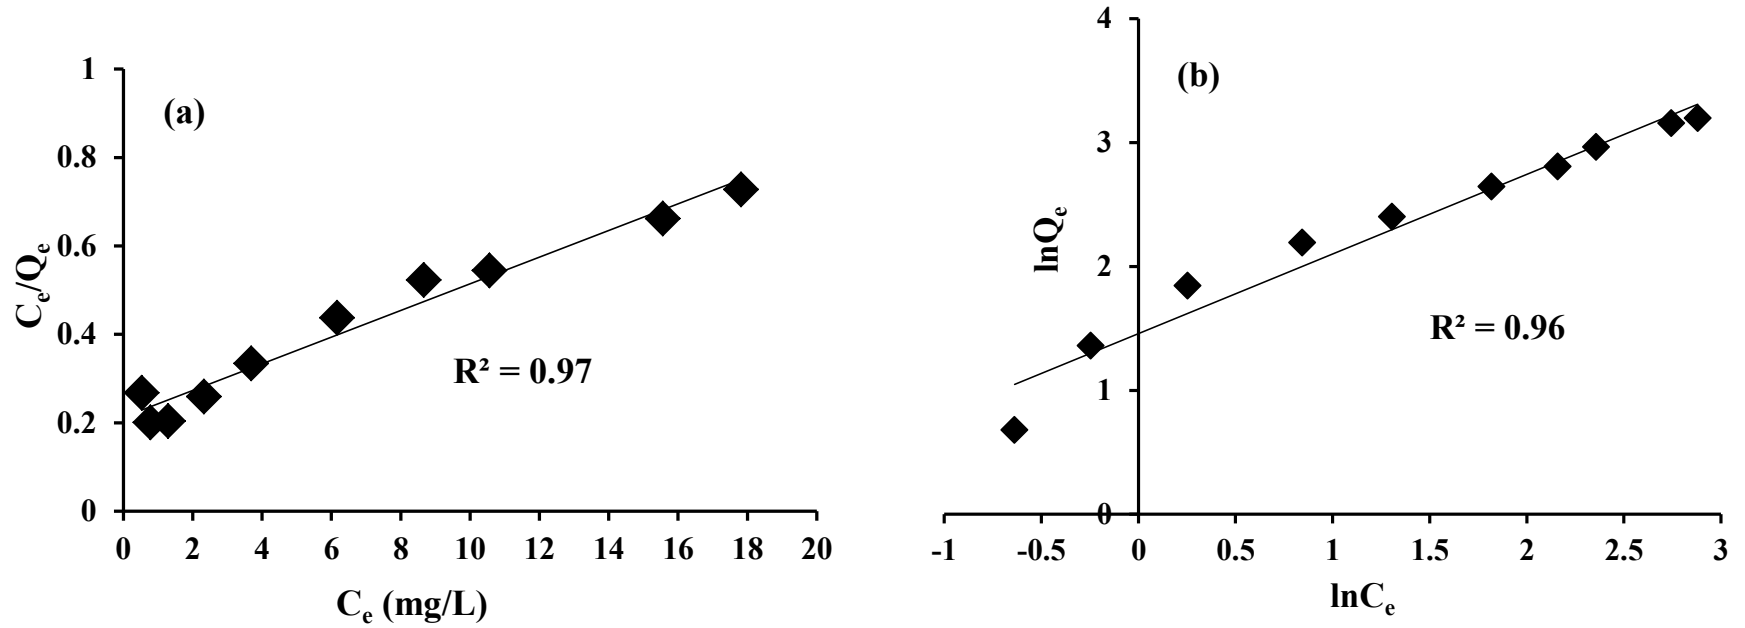 (a)
1
0.8
0.6
0.4
0.2
0
Cₑ/Qₑ
R² = 0.97
0 2 4 6 8 10 12 14 16 18 20
Cₑ (mg/L)
(b)
4
3
2
1
0
lnQₑ
R² = 0.96
-1 -0.5 0 0.5 1 1.5 2 2.5 3
lnCₑ